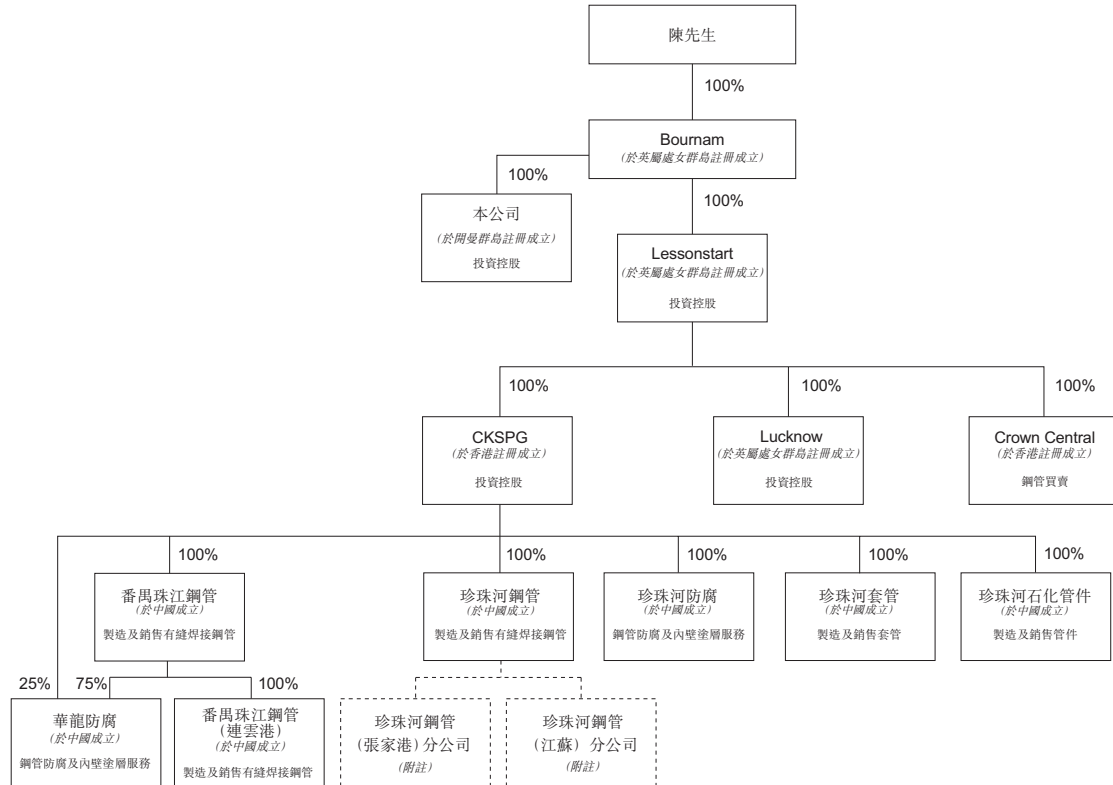 陳先生
100%
Bournam
(於英屬處女群島註冊成立)
100%
100%
本公司
(於開曼群島註冊成立)
投資控股
Lessonstart
(於英屬處女群島註冊成立)
投資控股
100%
100%
100%
CKSPG
(於香港註冊成立)
投資控股
Lucknow
(於英屬處女群島註冊成立)
投資控股
Crown Central
(於香港註冊成立)
鋼管買賣
100%
100%
100%
100%
100%
番禺珠江鋼管
(於中國成立)
製造及銷售有縫焊接鋼管
珍珠河鋼管
(於中國成立)
製造及銷售有縫焊接鋼管
珍珠河防腐
(於中國成立)
鋼管防腐及內壁塗層服務
珍珠河套管
(於中國成立)
製造及銷售套管
珍珠河石化管件
(於中國成立)
製造及銷售管件
25%
75%
100%
華龍防腐
(於中國成立)
鋼管防腐及內壁塗層服務
番禺珠江鋼管
(連雲港)
(於中國成立)
製造及銷售有縫焊接鋼管
珍珠河鋼管
(張家港)分公司
(附註)
珍珠河鋼管
(江蘇) 分公司
(附註)